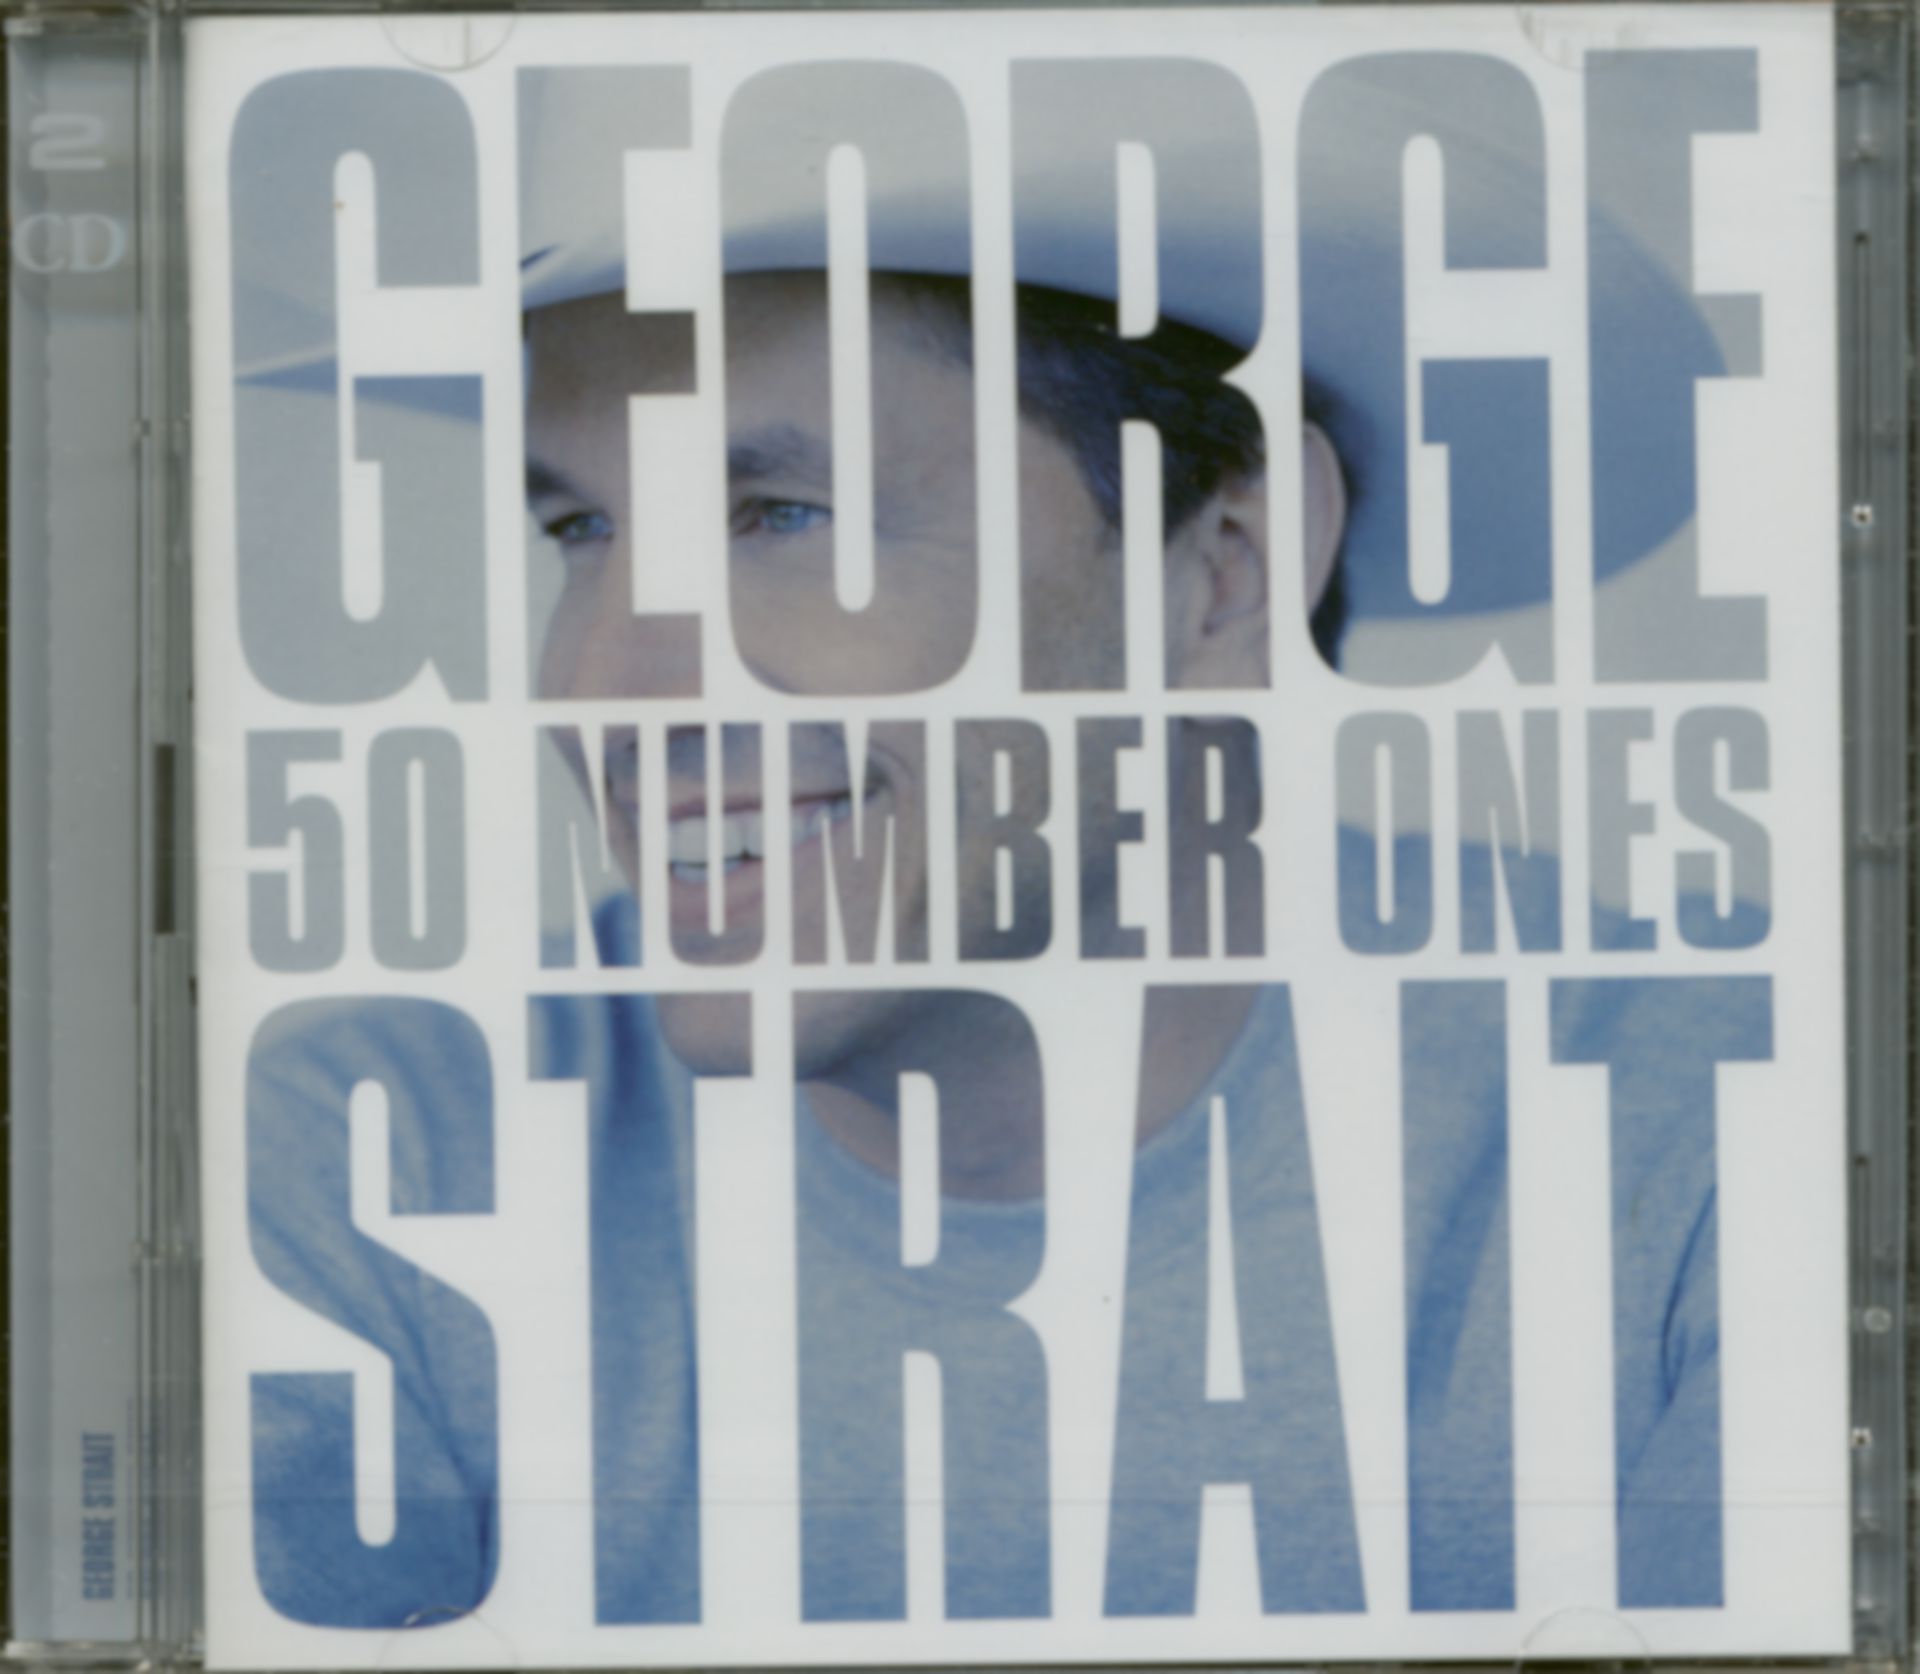 2
CD
GEORGE
50 NUMBER ONES
STRAIT
GEORGE STRAIT